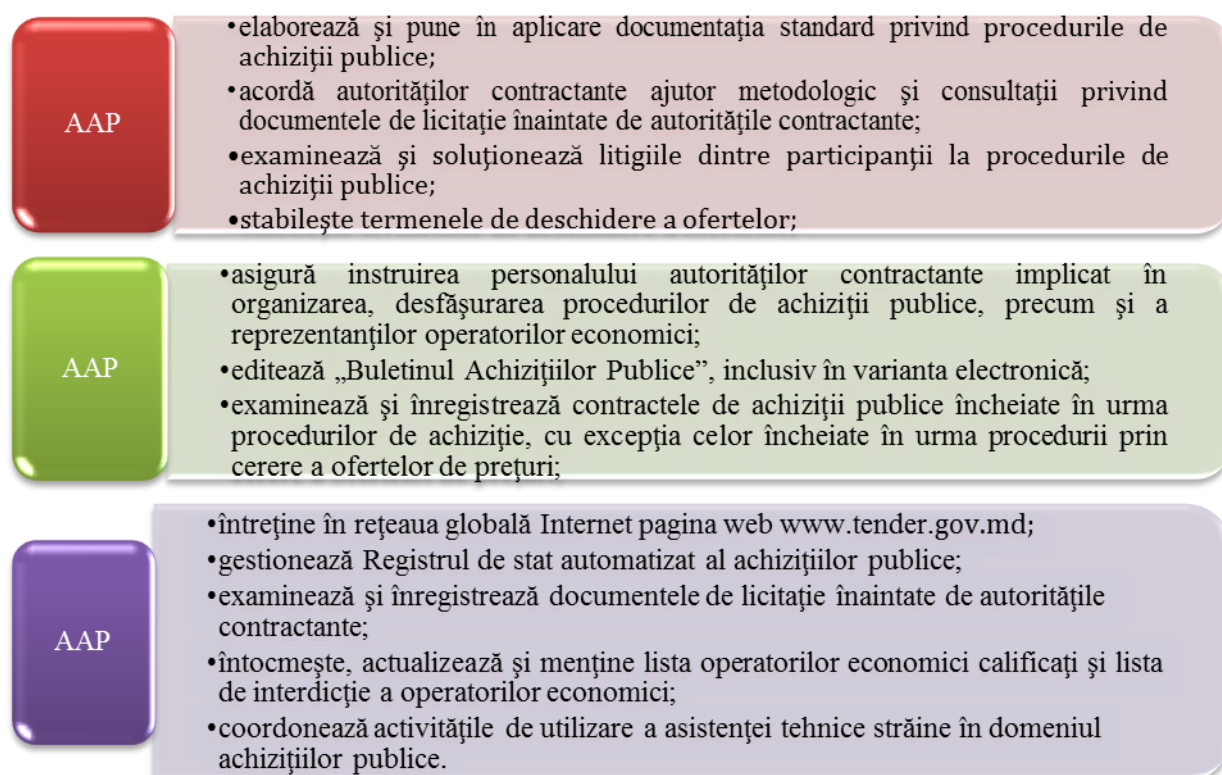 AAP
•elaborează şi pune în aplicare documentaţia standard privind procedurile de
achiziţii publice;
•acordă autorităţilor contractante ajutor metodologic şi consultaţii privind
documentele de licitaţie înaintate de autorităţile contractante;
•examinează şi soluţionează litigiile dintre participanţii la procedurile de
achiziţii publice;
•stabileşte termenele de deschidere a ofertelor;
AAP
•asigură instruirea personalului autorităţilor contractante implicat în
organizarea, desfăşurarea procedurilor de achiziţii publice, precum şi a
reprezentanţilor operatorilor economici;
•editează „Buletinul Achiziţiilor Publice”, inclusiv în varianta electronică;
•examinează şi înregistrează contractele de achiziţii publice încheiate în urma
procedurilor de achiziţie, cu excepţia celor încheiate în urma procedurii prin
cerere a ofertelor de preţuri;
AAP
•întreţine în reţeaua globală Internet pagina web www.tender.gov.md;
•gestionează Registrul de stat automatizat al achiziţiilor publice;
•examinează şi înregistrează documentele de licitaţie înaintate de autorităţile
contractante;
•întocmeşte, actualizează şi menţine lista operatorilor economici calificaţi şi lista
de interdicţie a operatorilor economici;
•coordonează activităţile de utilizare a asistenţei tehnice străine în domeniul
achiziţiilor publice.